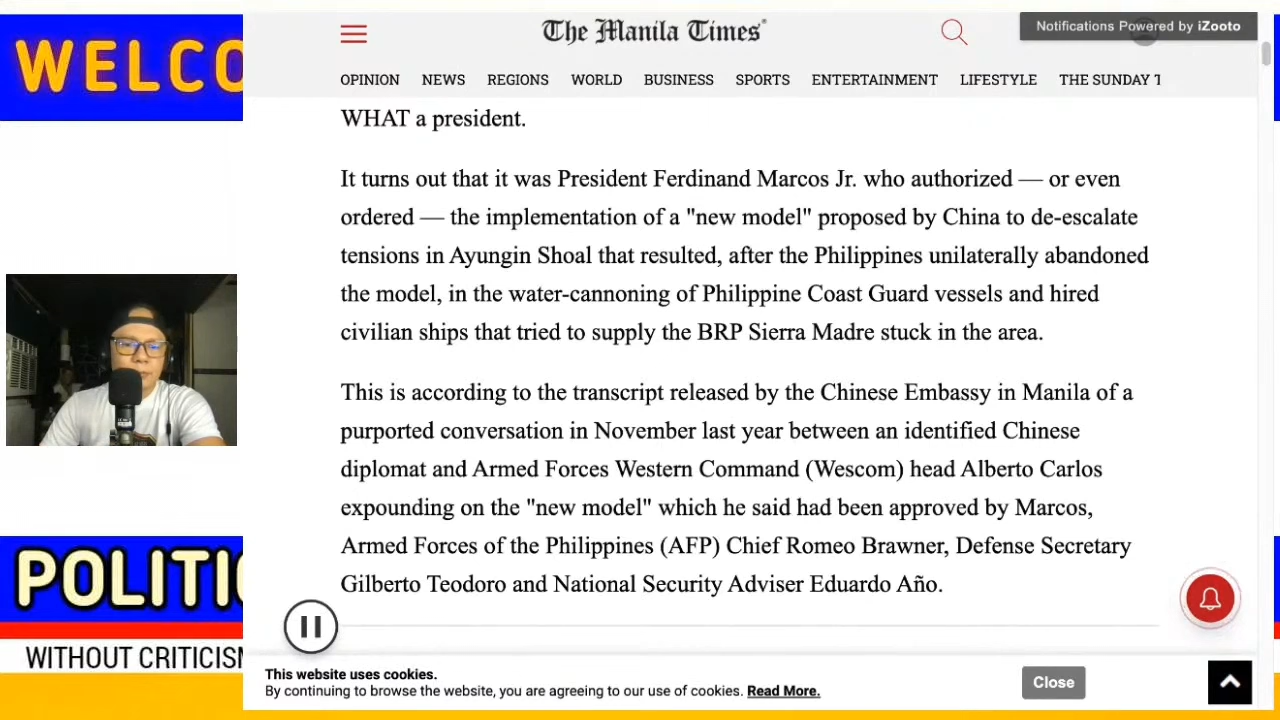 WELCO
The Manila Times
Notifications Powered by iZooto
OPINION NEWS REGIONS WORLD BUSINESS SPORTS ENTERTAINMENT LIFESTYLE THE SUNDAY T
WHAT a president.
It turns out that it was President Ferdinand Marcos Jr. who authorized — or even
ordered — the implementation of a "new model" proposed by China to de-escalate
tensions in Ayungin Shoal that resulted, after the Philippines unilaterally abandoned
the model, in the water-cannoning of Philippine Coast Guard vessels and hired
civilian ships that tried to supply the BRP Sierra Madre stuck in the area.
This is according to the transcript released by the Chinese Embassy in Manila of a
purported conversation in November last year between an identified Chinese
diplomat and Armed Forces Western Command (Wescom) head Alberto Carlos
expounding on the "new model" which he said had been approved by Marcos,
Armed Forces of the Philippines (AFP) Chief Romeo Brawner, Defense Secretary
Gilberto Teodoro and National Security Adviser Eduardo Año.
POLITIC
WITHOUT CRITICISM
This website uses cookies.
By continuing to browse the website, you are agreeing to our use of cookies. Read More.
Close